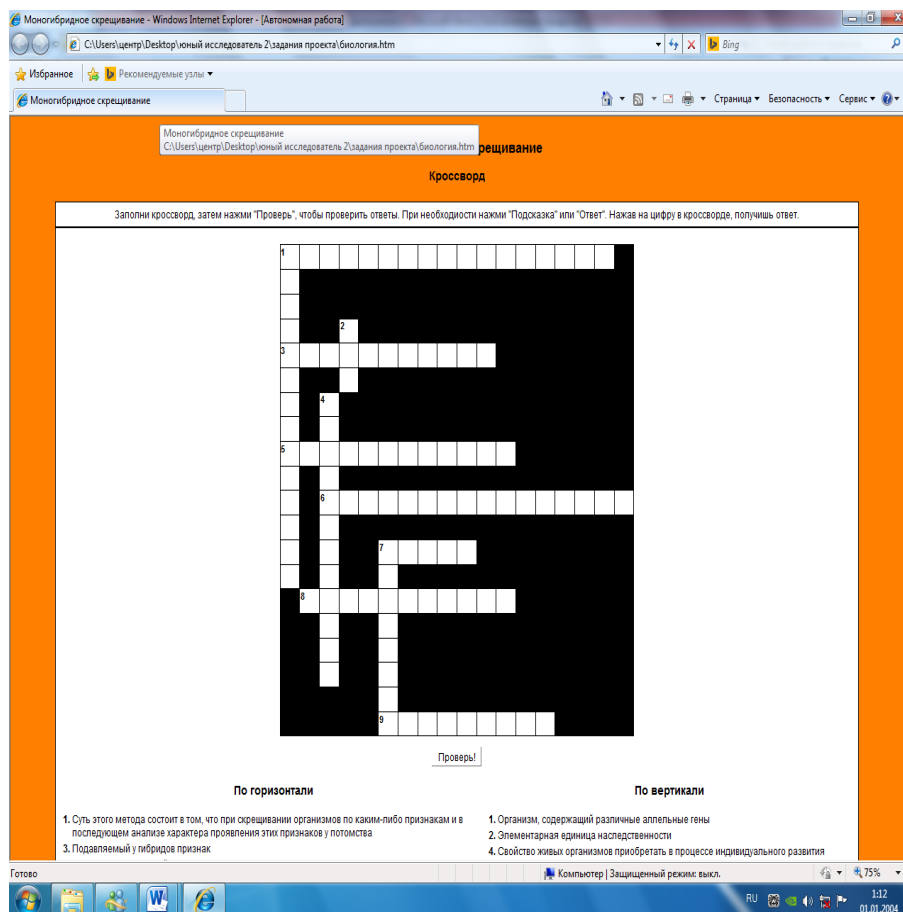 Моногибридное скрещивание - Windows Internet Explorer - [Автономная работа]
C:\Users\центр\Desktop\юный исследователь 2\задания проекта\биология.htm
Bing
Избранное
Рекомендуемые узлы
Моногибридное скрещивание
Страница
Безопасность
Сервис
Моногибридное скрещивание
C:\Users\центр\Desktop\юный исследователь 2\задания проекта\биология.htm
рещивание
Кроссворд
Заполни кроссворд, затем нажми "Проверь", чтобы проверить ответы. При необходиости нажми "Подсказка" или "Ответ". Нажав на цифру в кроссворде, получишь ответ.
1
2
3
4
5
6
7
8
9
Проверь!
По горизонтали
1. Суть этого метода состоит в том, что при скрещивании организмов по каким-либо признакам и в
последующем анализе характера проявления этих признаков у потомства
3. Подавляемый у гибридов признак
По вертикали
1. Организм, содержащий различные аллельные гены
2. Элементарная единица наследственности
4. Свойство живых организмов приобретать в процессе индивидуального развития
Готово
Компьютер | Защищенный режим: выкл.
75%
RU
1:12
01.01.2004